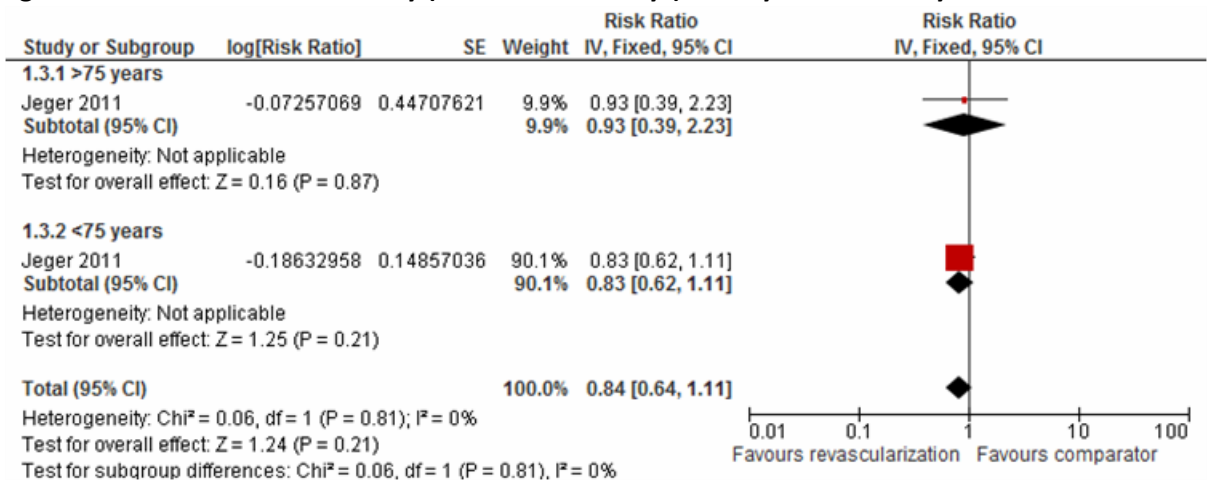 Risk Ratio Risk Ratio
Study or Subgroup log[Risk Ratio] SE Weight IV, Fixed, 95% CI IV, Fixed, 95% CI
1.3.1 >75 years
Jeger 2011 -0.07257069 0.44707621 9.9% 0.93 [0.39, 2.23]
Subtotal (95% CI) 9.9% 0.93 [0.39, 2.23]
Heterogeneity: Not applicable
Test for overall effect: Z = 0.16 (P = 0.87)
1.3.2 <75 years
Jeger 2011 -0.18632958 0.14857036 90.1% 0.83 [0.62, 1.11]
Subtotal (95% CI) 90.1% 0.83 [0.62, 1.11]
Heterogeneity: Not applicable
Test for overall effect: Z = 1.25 (P = 0.21)
Total (95% CI) 100.0% 0.84 [0.64, 1.11]
Heterogeneity: Chi² = 0.06, df = 1 (P = 0.81); I² = 0%
Test for overall effect: Z = 1.24 (P = 0.21)
Test for subgroup differences: Chi² = 0.06, df = 1 (P = 0.81), I² = 0%
0.01 0.1 1 10 100
Favours revascularization Favours comparator